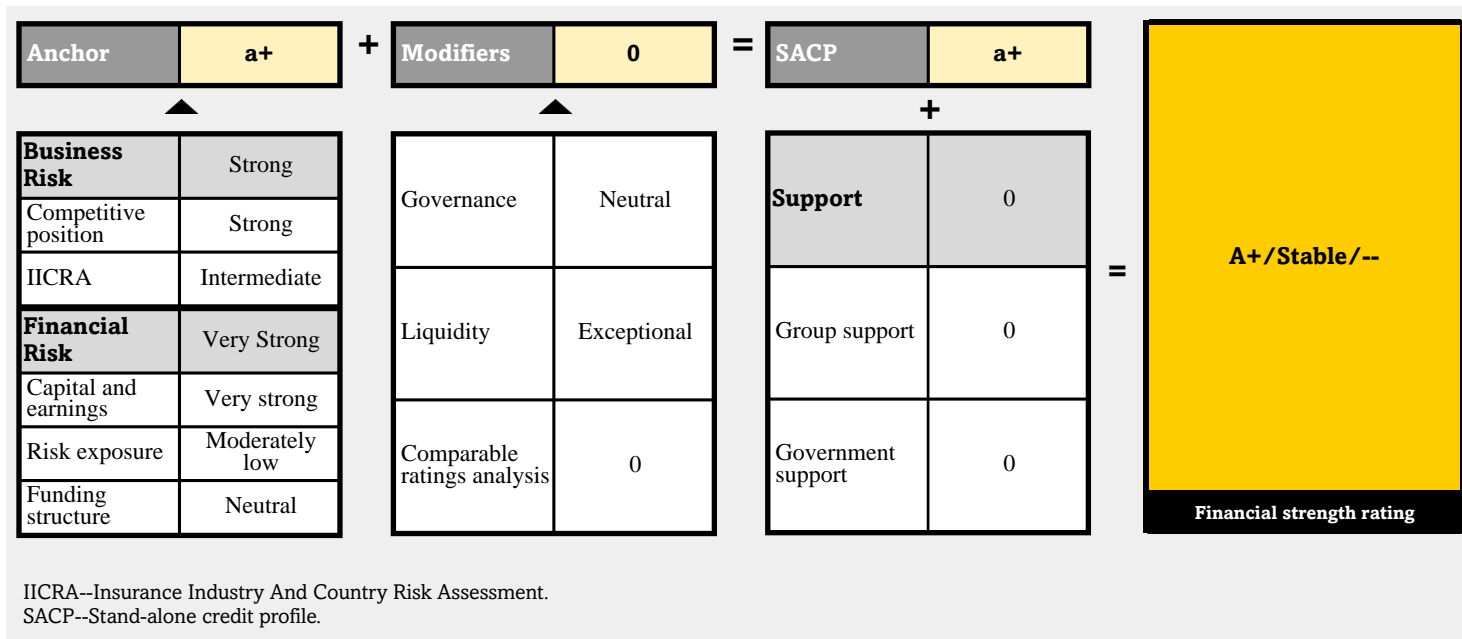 Anchor a+ + Modifiers 0 = SACP a+
+
Business
Risk
Strong
Competitive
position
Strong
IICRA Intermediate
Financial
Risk
Very Strong
Capital and
earnings
Very strong
Risk exposure
Moderately
low
Funding
structure
Neutral
Governance Neutral
Liquidity Exceptional
Comparable
ratings analysis
0
Support 0
Group support 0
Government
support
0
=
A+/Stable/--
Financial strength rating
IICRA--Insurance Industry And Country Risk Assessment.
SACP--Stand-alone credit profile.